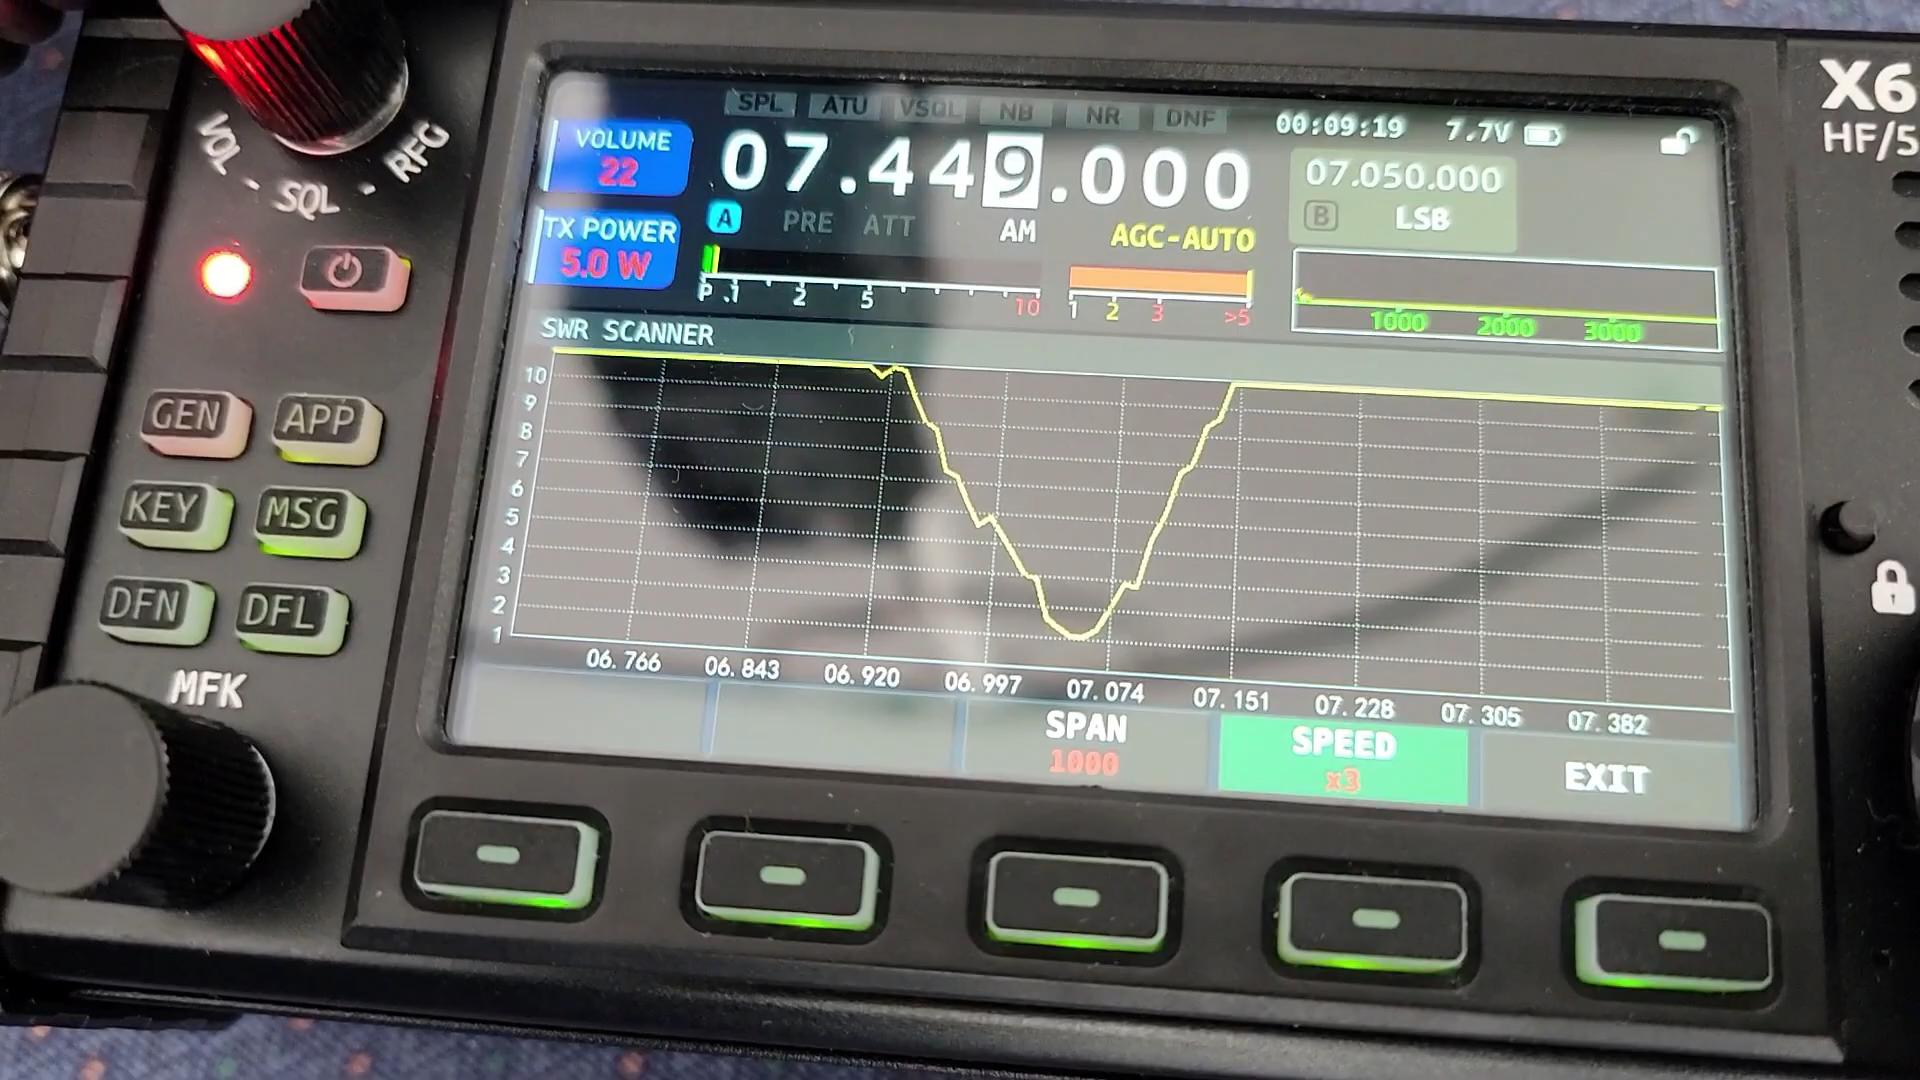 X6
HF/5
VOL - SQL - RFG
SPL ATU VSQL NB NR DNF 00:09:19 7.7V
VOLUME
22
07.449.000
07.050.000
A PRE ATT AM AGC-AUTO
B LSB
TX POWER
5.0 W
P .1 2 5 10
1 2 3 >5
1000 2000 3000
SWR SCANNER
10
9
8
7
6
5
4
3
2
1
06.766 06.843 06.920 06.997 07.074 07.151 07.228 07.305 07.382
SPAN
1000
SPEED
x3
EXIT
GEN APP
KEY MSG
DFN DFL
MFK